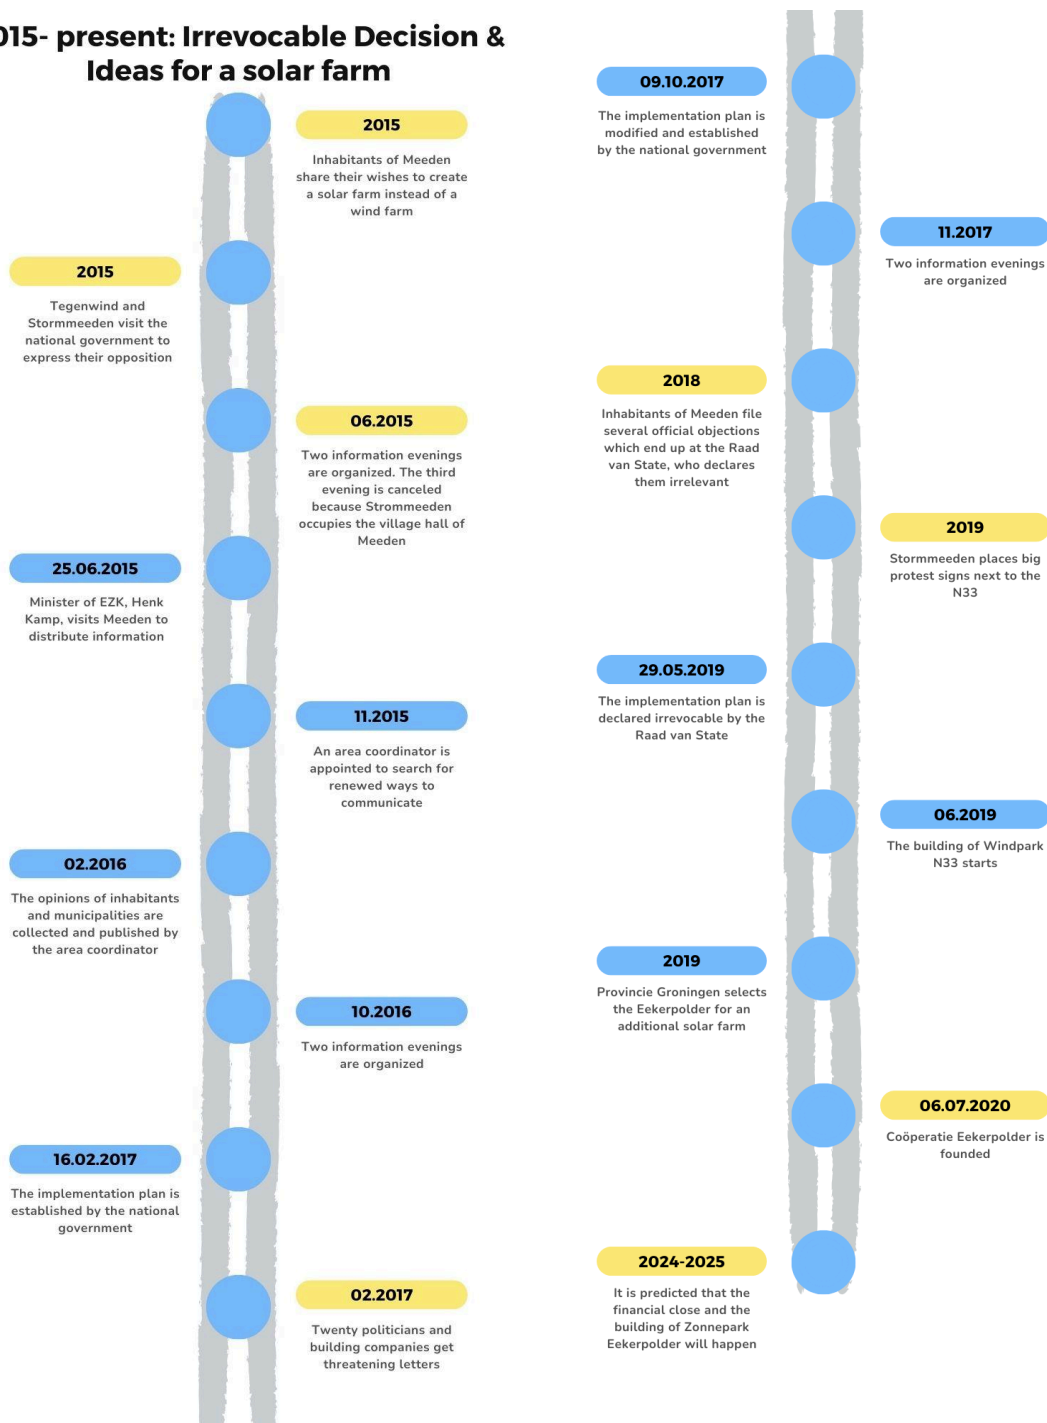 015- present: Irrevocable Decision &
Ideas for a solar farm
2015
Inhabitants of Meeden
share their wishes to create
a solar farm instead of a
wind farm
2015
Tegenwind and
Stormmeeden visit the
national government to
express their opposition
06.2015
Two information evenings
are organized. The third
evening is canceled
because Strommeeden
occupies the village hall of
Meeden
25.06.2015
Minister of EZK, Henk
Kamp, visits Meeden to
distribute information
11.2015
An area coordinator is
appointed to search for
renewed ways to
communicate
02.2016
The opinions of inhabitants
and municipalities are
collected and published by
the area coordinator
10.2016
Two information evenings
are organized
16.02.2017
The implementation plan is
established by the national
government
02.2017
Twenty politicians and
building companies get
threatening letters
09.10.2017
The implementation plan is
modified and established
by the national government
11.2017
Two information evenings
are organized
2018
Inhabitants of Meeden file
several official objections
which end up at the Raad
van State, who declares
them irrelevant
2019
Stormmeeden places big
protest signs next to the
N33
29.05.2019
The implementation plan is
declared irrevocable by the
Raad van State
06.2019
The building of Windpark
N33 starts
2019
Provincie Groningen selects
the Eekerpolder for an
additional solar farm
06.07.2020
Coöperatie Eekerpolder is
founded
2024-2025
It is predicted that the
financial close and the
building of Zonnepark
Eekerpolder will happen